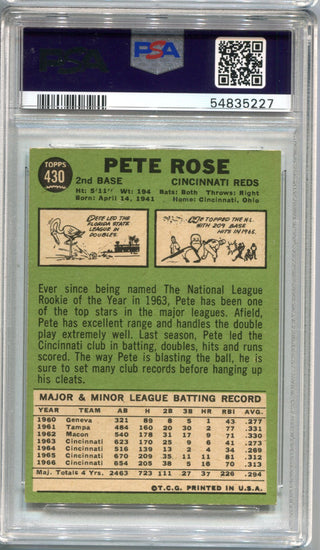 PSA
PSA
54835227
TOPPS
430
PETE ROSE
2nd BASE CINCINNATI REDS
Ht: 5'11" Wt: 194 Bats: Both Throws: Right
Born: April 14, 1941 Home: Cincinnati, Ohio
PETE LED THE
FLORIDA STATE
LEAGUE IN
DOUBLES.
PETE TOPPED THE N.L.
WITH 209 BASE
HITS IN 1965.
Ever since being named The National League
Rookie of the Year in 1963, Pete has been
one of the top stars in the major leagues. Afield,
Pete has excellent range and handles the double
play extremely well. Last season, Pete led the
Cincinnati club in batting, doubles, hits and runs
scored. The way Pete is blasting the ball, he is
sure to set many club records before hanging up
his cleats.
MAJOR & MINOR LEAGUE BATTING RECORD
YEAR TEAM AB H 2B 3B HR RBI AVG.
1960 Geneva 321 89 8 5 1 43 .277
1961 Tampa 484 160 20 30 2 77 .331
1962 Macon 540 178 31 17 9 71 .330
1963 Cincinnati 623 170 25 9 6 41 .273
1964 Cincinnati 516 139 13 2 4 34 .269
1965 Cincinnati 670 209 35 11 11 81 .312
1966 Cincinnati 654 205 38 5 16 70 .313
Maj. Totals 4 Yrs. 2463 723 111 27 37 226 .294
©T.C.G. PRINTED IN U.S.A.